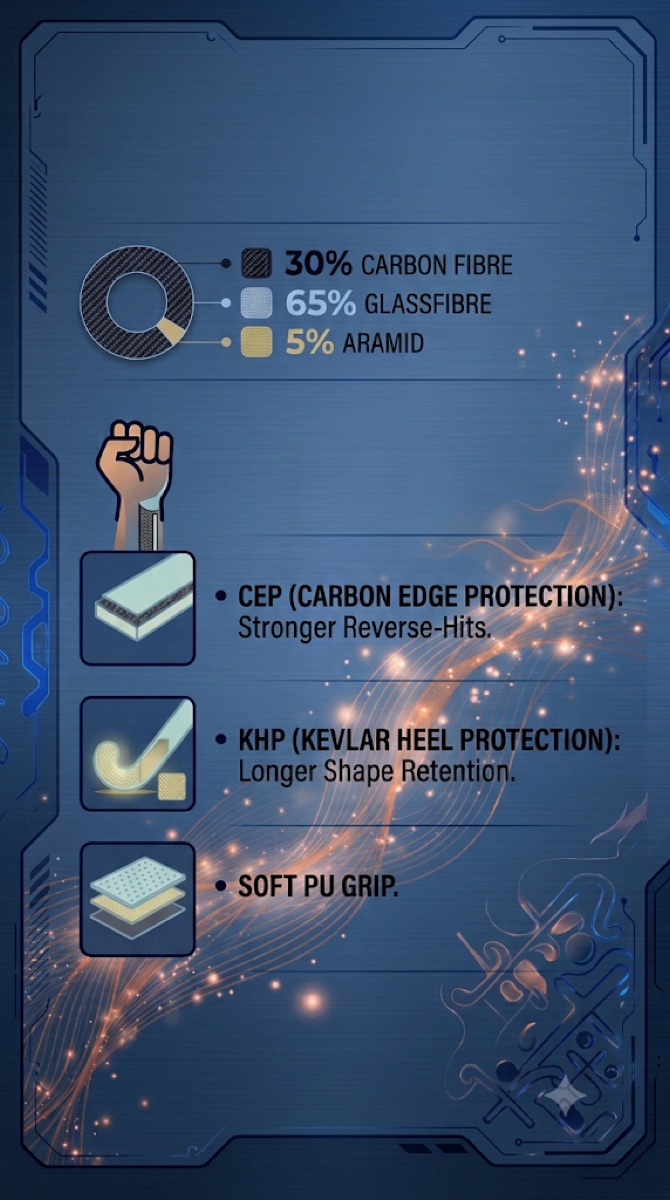 30% CARBON FIBRE
65% GLASSFIBRE
5% ARAMID
• CEP (CARBON EDGE PROTECTION):
Stronger Reverse-Hits.
• KHP (KEVLAR HEEL PROTECTION):
Longer Shape Retention.
• SOFT PU GRIP.